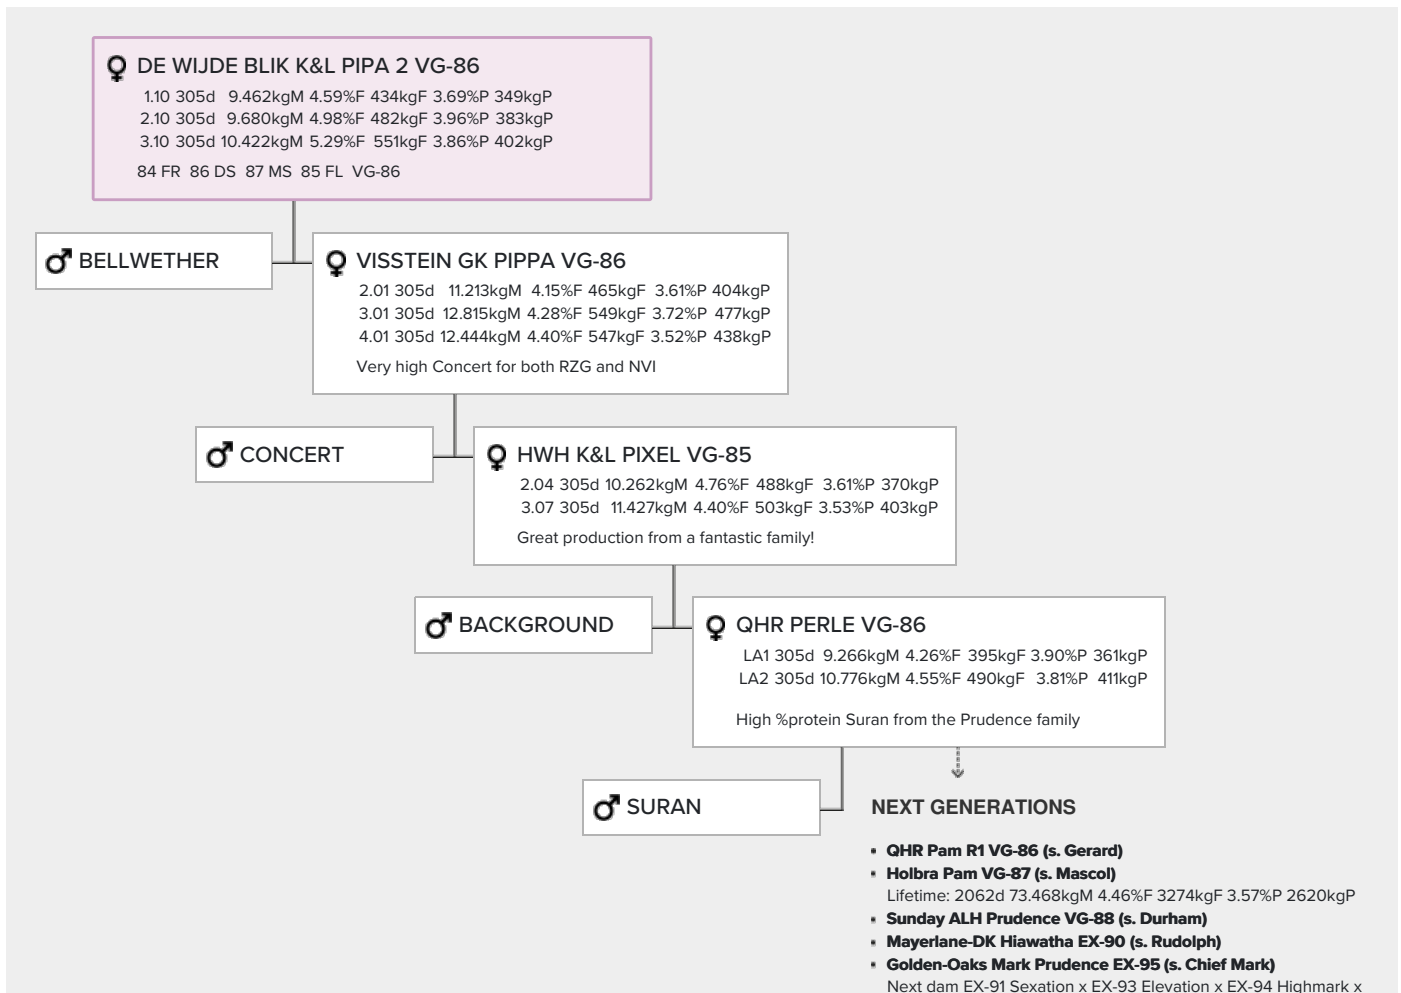 DE WIJDE BLIK K&L PIPA 2 VG-86
1.10 305d 9.462kgM 4.59%F 434kgF 3.69%P 349kgP
2.10 305d 9.680kgM 4.98%F 482kgF 3.96%P 383kgP
3.10 305d 10.422kgM 5.29%F 551kgF 3.86%P 402kgP
84 FR 86 DS 87 MS 85 FL VG-86
BELLWETHER
VISSTEIN GK PIPPA VG-86
2.01 305d 11.213kgM 4.15%F 465kgF 3.61%P 404kgP
3.01 305d 12.815kgM 4.28%F 549kgF 3.72%P 477kgP
4.01 305d 12.444kgM 4.40%F 547kgF 3.52%P 438kgP
Very high Concert for both RZG and NVI
CONCERT
HWH K&L PIXEL VG-85
2.04 305d 10.262kgM 4.76%F 488kgF 3.61%P 370kgP
3.07 305d 11.427kgM 4.40%F 503kgF 3.53%P 403kgP
Great production from a fantastic family!
BACKGROUND
QHR PERLE VG-86
LA1 305d 9.266kgM 4.26%F 395kgF 3.90%P 361kgP
LA2 305d 10.776kgM 4.55%F 490kgF 3.81%P 411kgP
High %protein Suran from the Prudence family
SURAN
NEXT GENERATIONS
▪ QHR Pam R1 VG-86 (s. Gerard)
▪ Holbra Pam VG-87 (s. Mascol)
Lifetime: 2062d 73.468kgM 4.46%F 3274kgF 3.57%P 2620kgP
▪ Sunday ALH Prudence VG-88 (s. Durham)
▪ Mayerlane-DK Hiawatha EX-90 (s. Rudolph)
▪ Golden-Oaks Mark Prudence EX-95 (s. Chief Mark)
Next dam EX-91 Sexation x EX-93 Elevation x EX-94 Highmark x